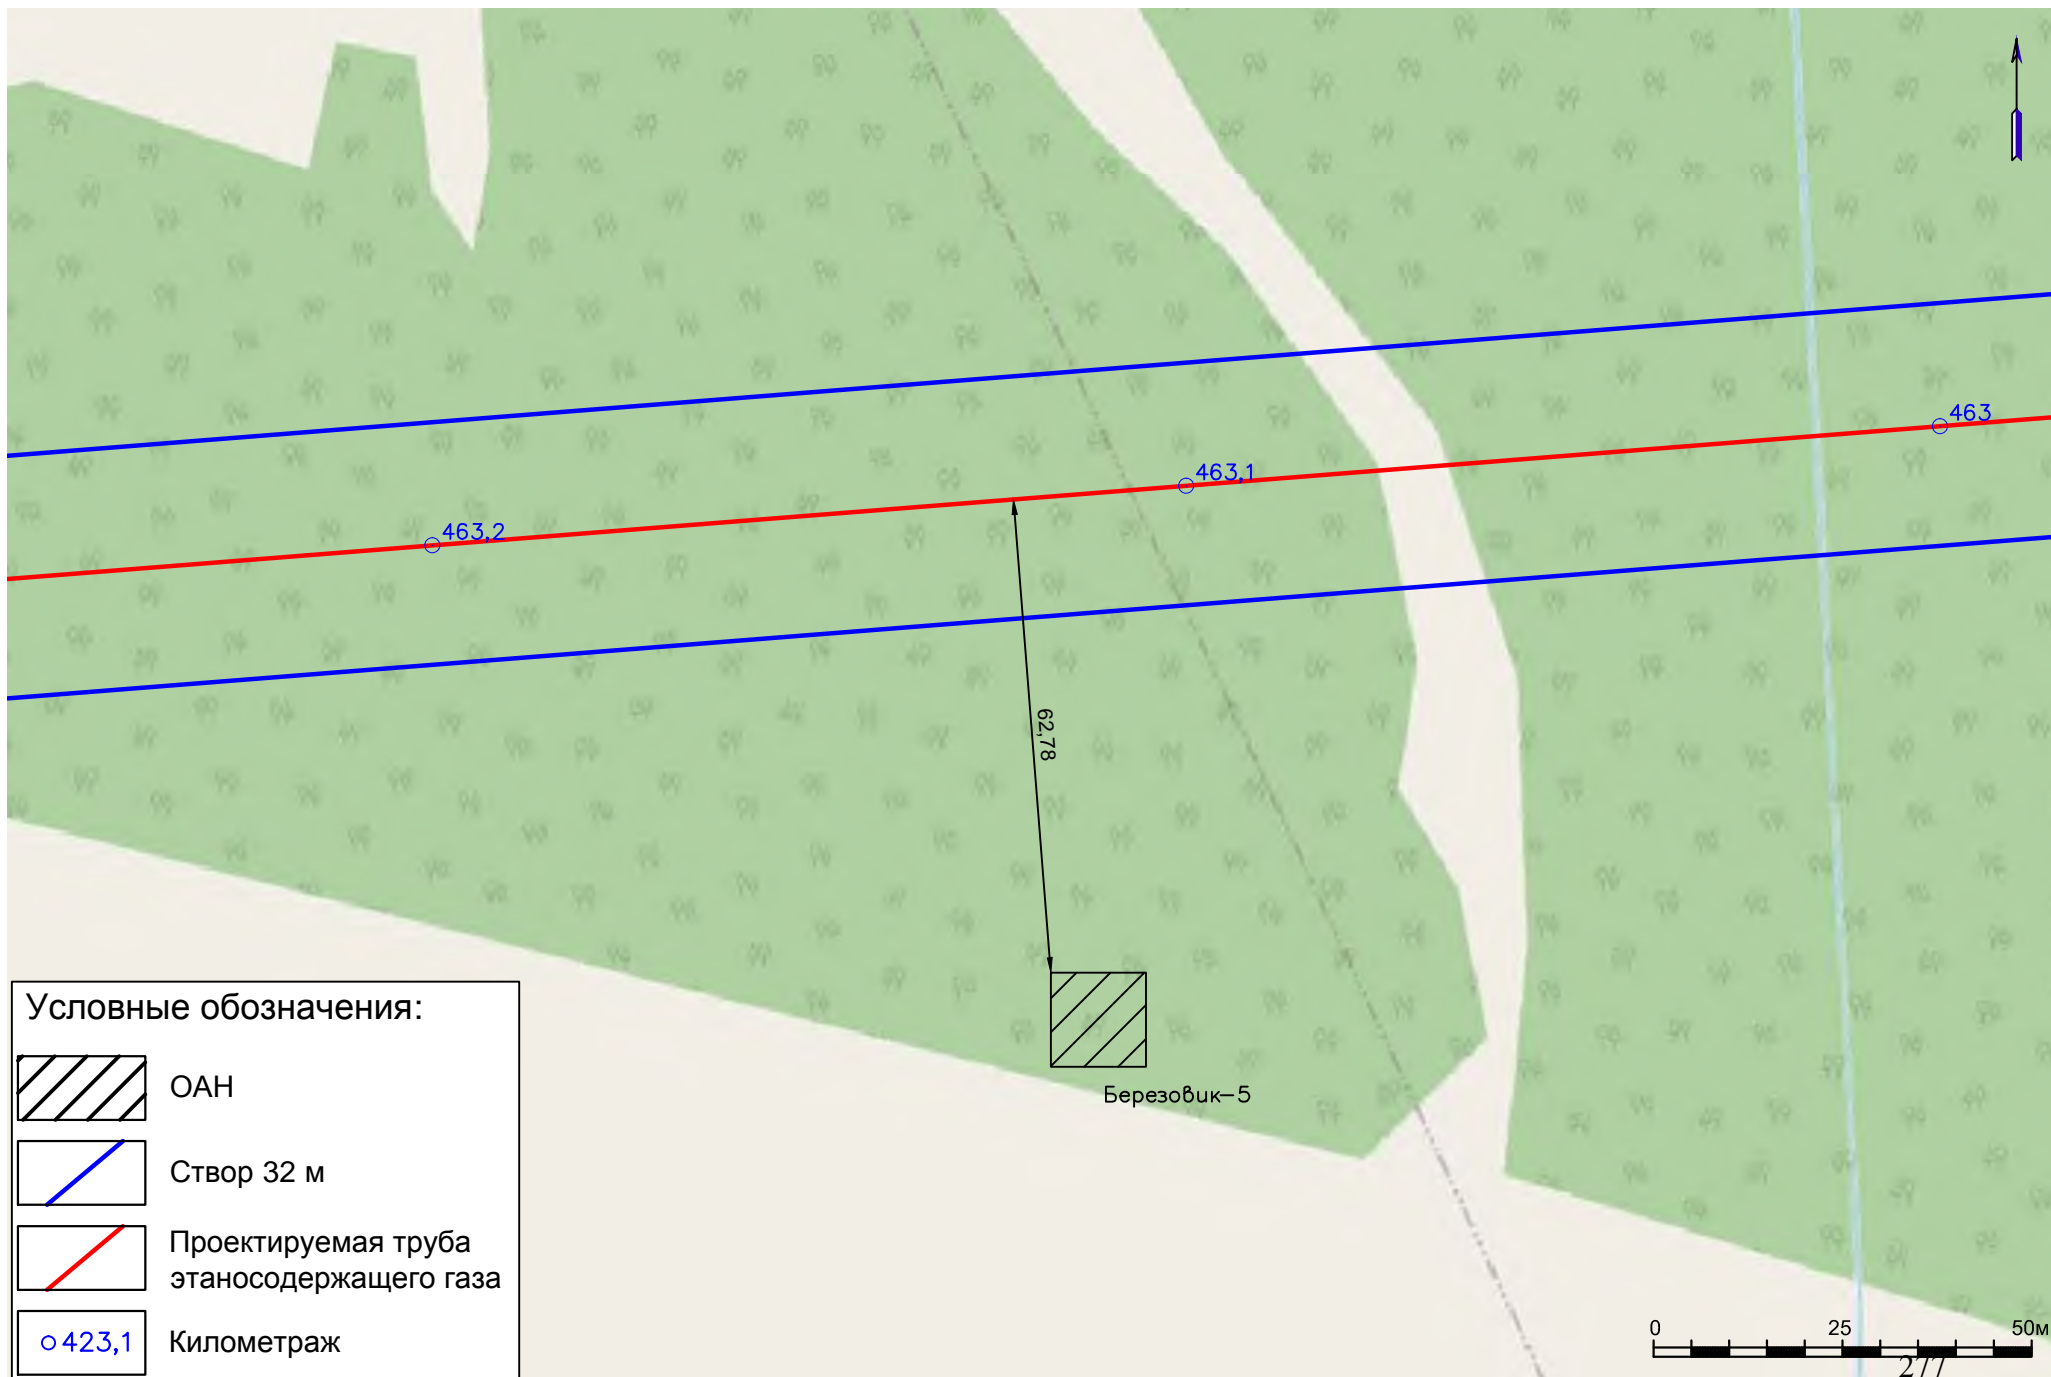 463
463,1
463,2
62,78
Березовик-5
Условные обозначения:
ОАН
Створ 32 м
Проектируемая труба
этаносодержащего газа
423,1 Километраж
0 25 50м
277